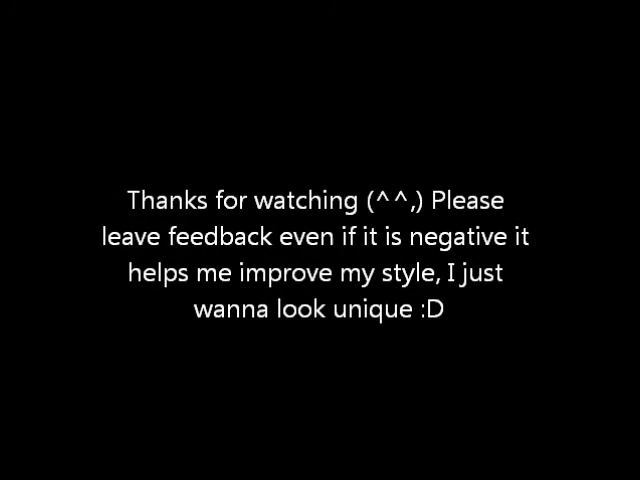 Thanks for watching (^^,) Please
leave feedback even if it is negative it
helps me improve my style, I just
wanna look unique :D